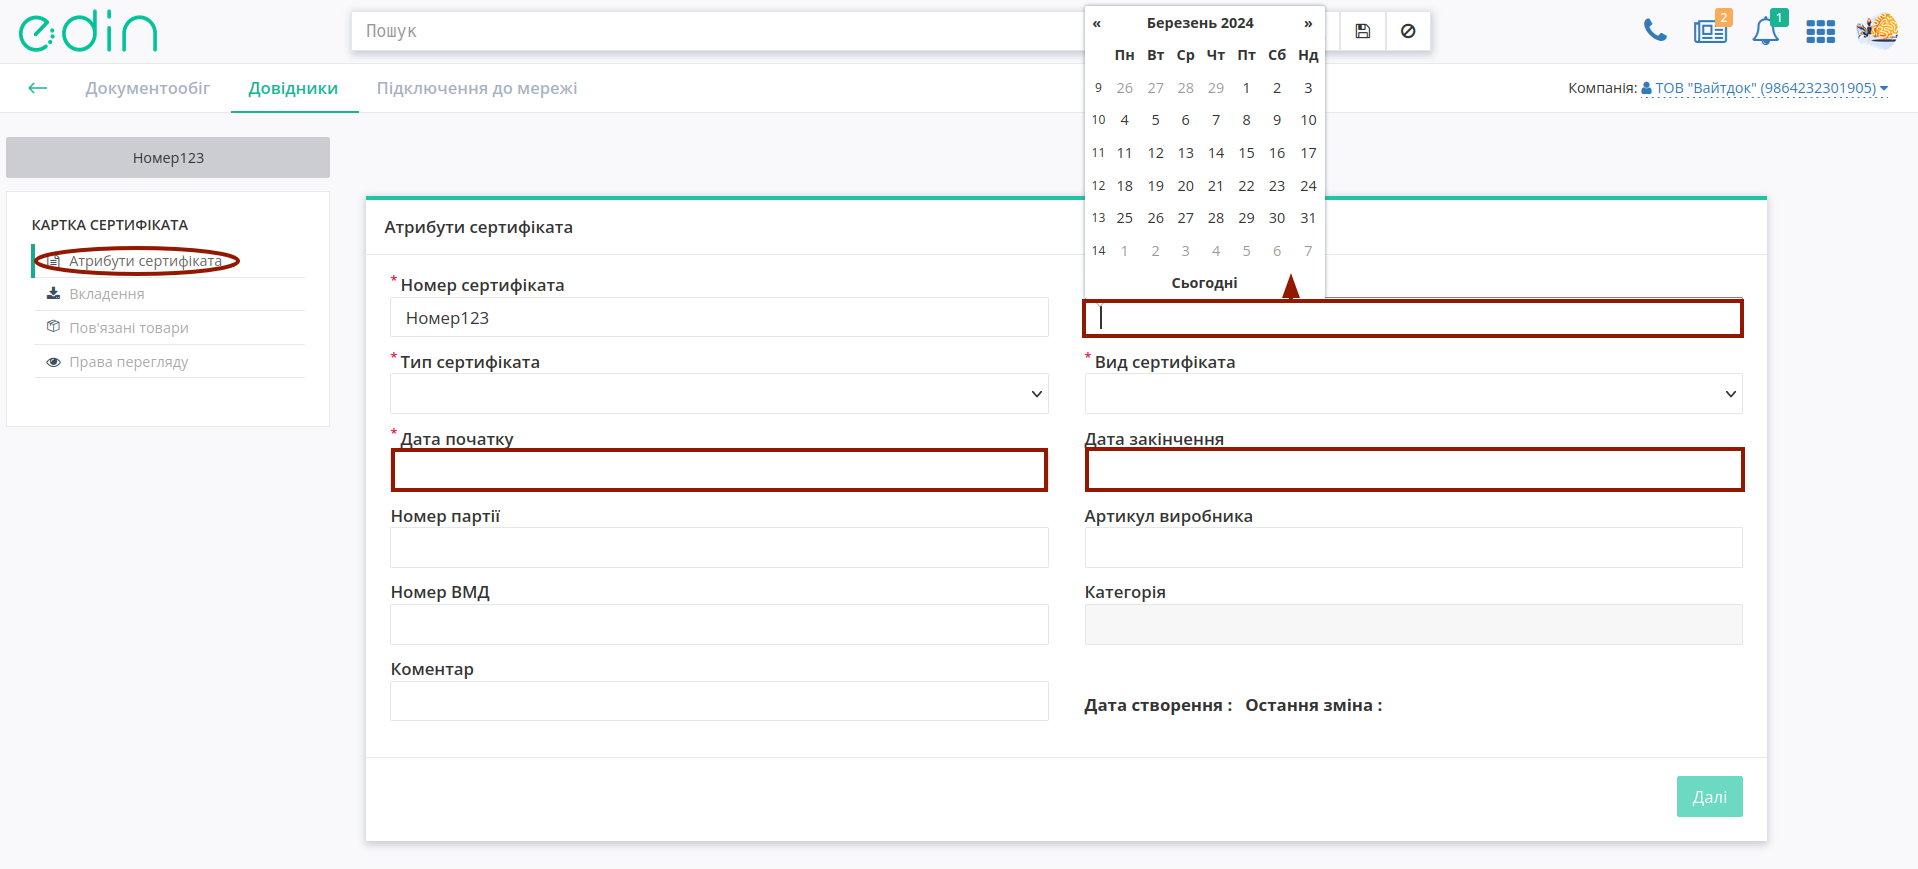 edin
Пошук
2
1
Документообіг
Довідники
Підключення до мережі
Компанія: ТОВ "Вайтдок" (9864232301905)
« Березень 2024 »
Пн Вт Ср Чт Пт Сб Нд
9 26 27 28 29 1 2 3
10 4 5 6 7 8 9 10
11 11 12 13 14 15 16 17
12 18 19 20 21 22 23 24
13 25 26 27 28 29 30 31
14 1 2 3 4 5 6 7
Сьогодні
Номер123
КАРТКА СЕРТИФІКАТА
Атрибути сертифіката
Вкладення
Пов'язані товари
Права перегляду
Атрибути сертифіката
* Номер сертифіката
Номер123
* Тип сертифіката
* Вид сертифіката
* Дата початку
Дата закінчення
Номер партії
Артикул виробника
Номер ВМД
Категорія
Коментар
Дата створення : Остання зміна :
Далі